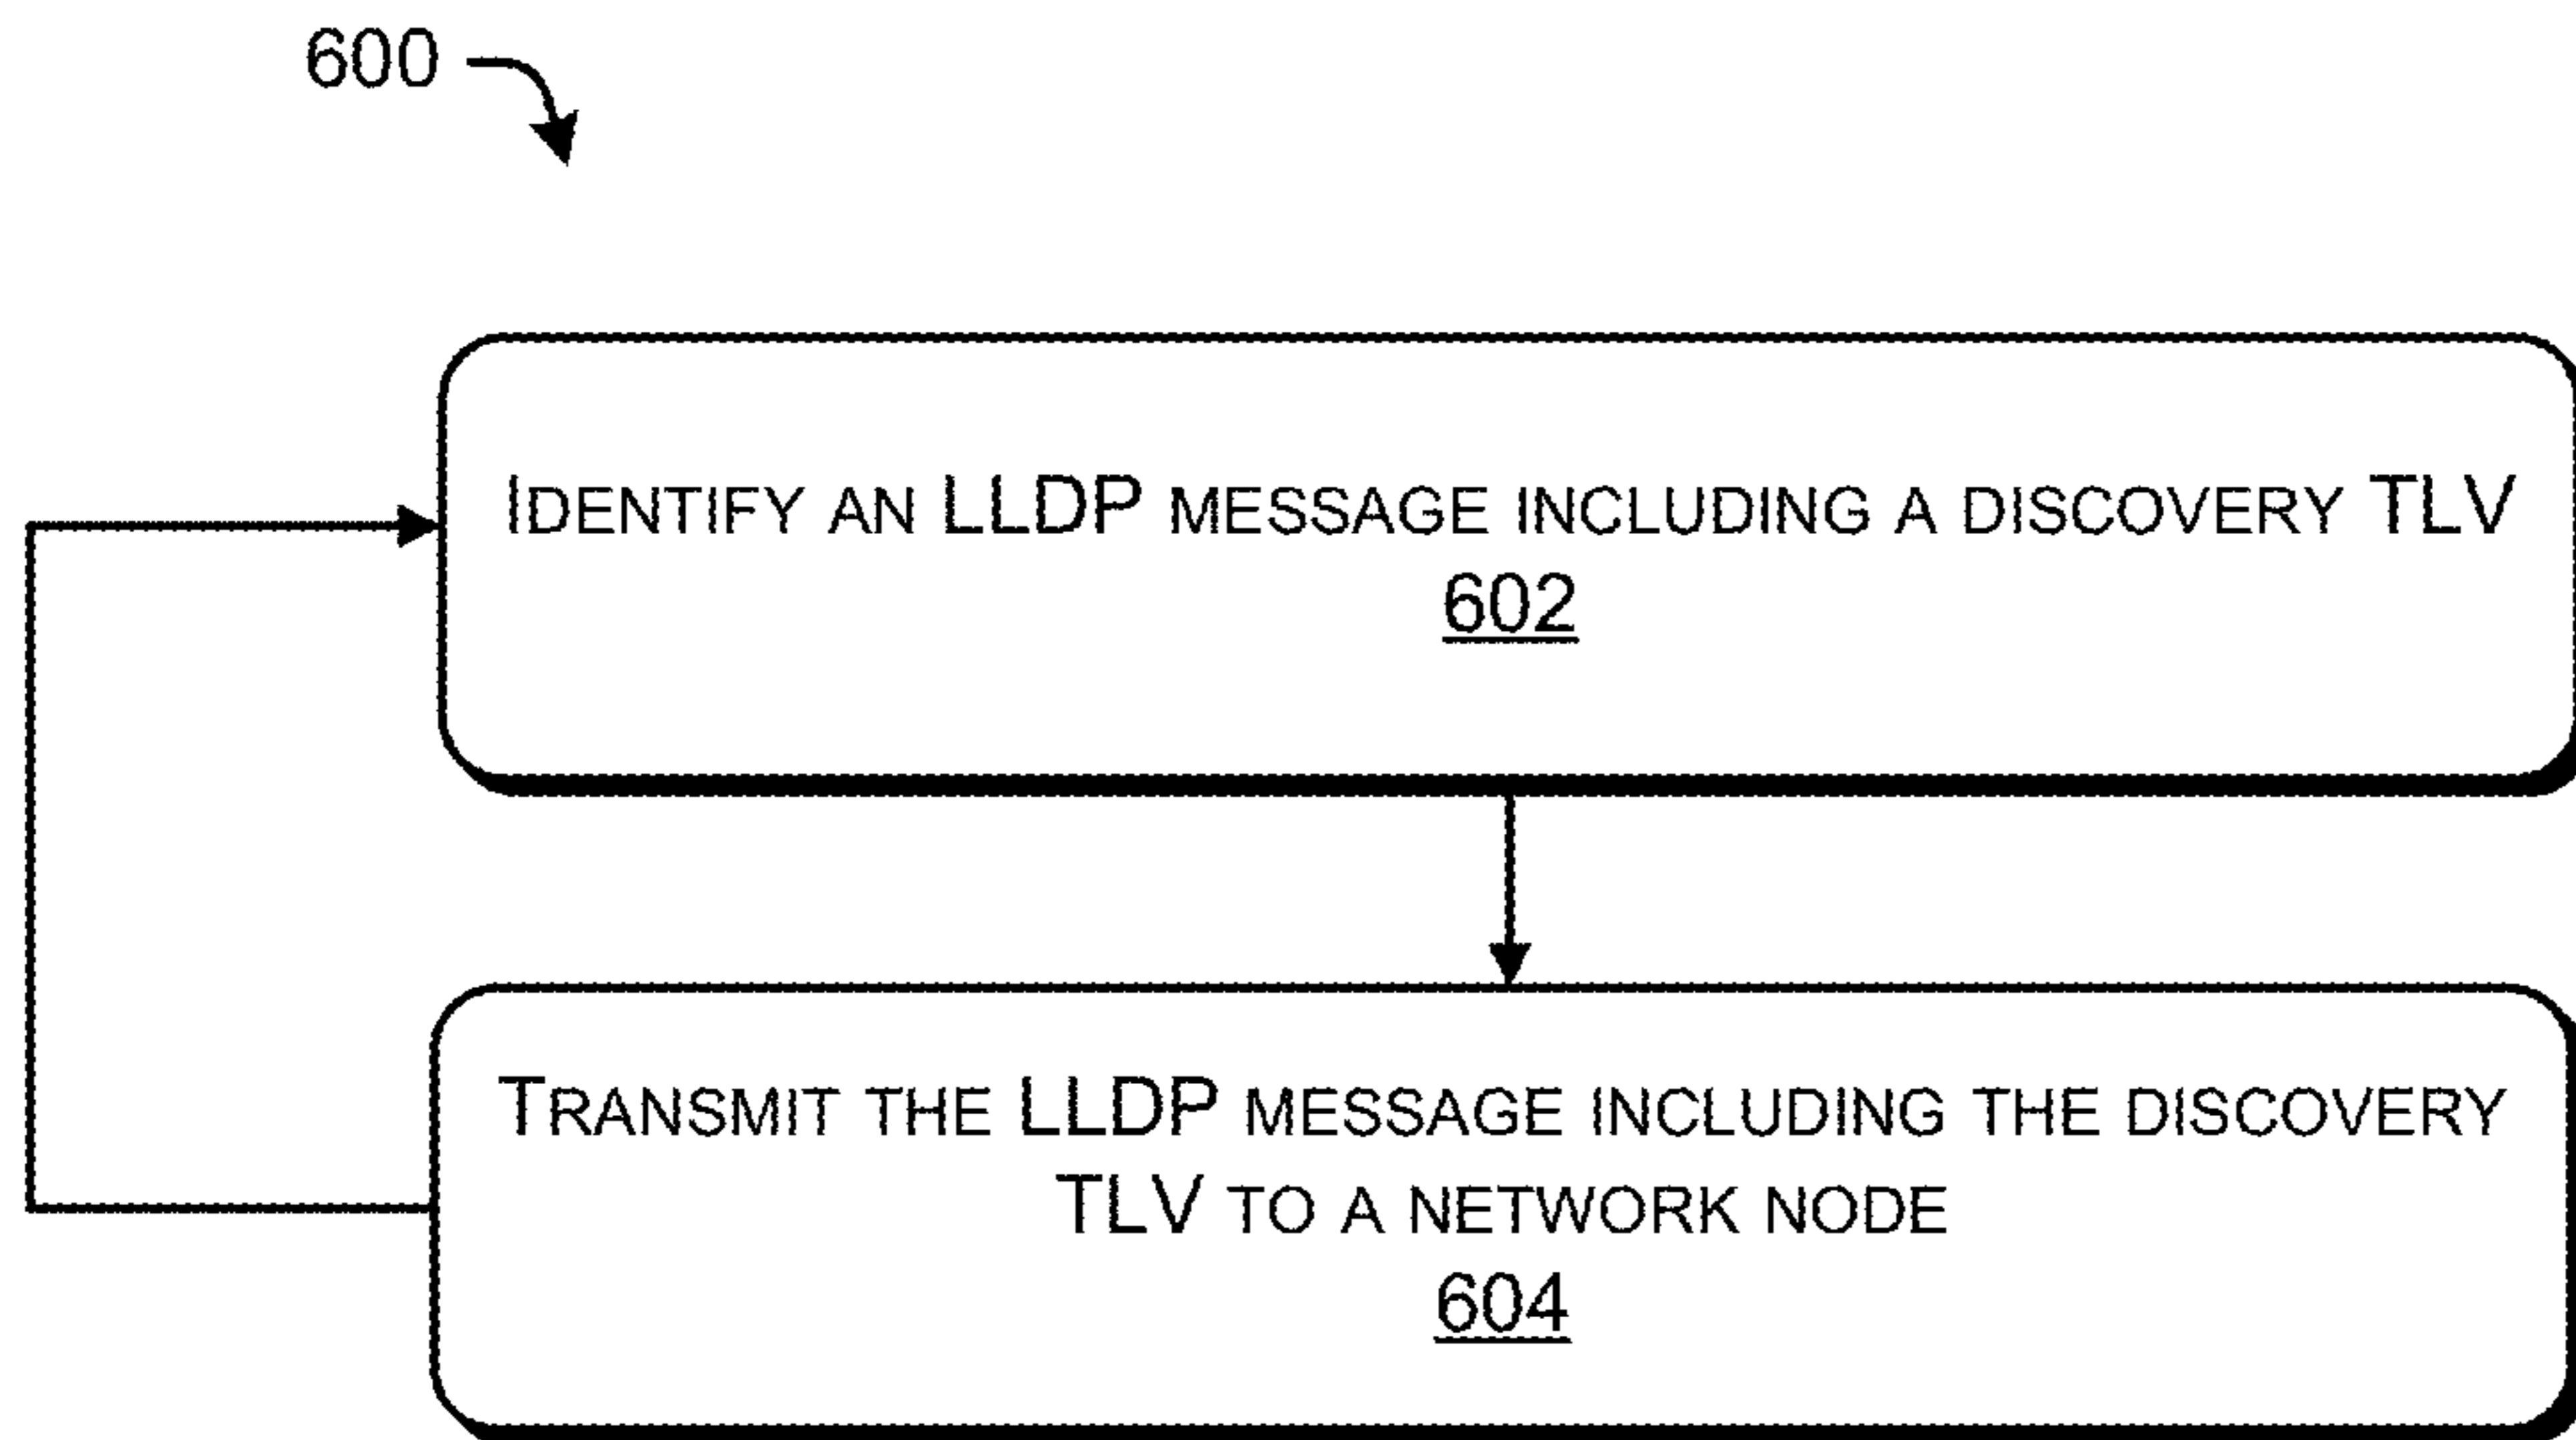 600
IDENTIFY AN LLDP MESSAGE INCLUDING A DISCOVERY TLV
602
TRANSMIT THE LLDP MESSAGE INCLUDING THE DISCOVERY
TLV TO A NETWORK NODE
604